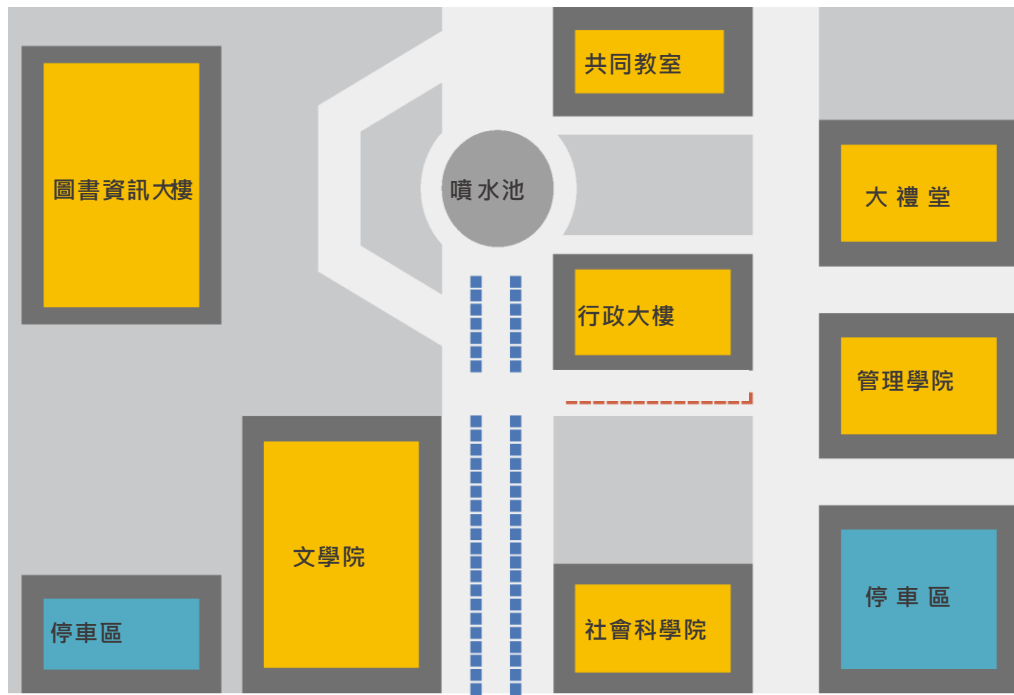 共同教室
圖書資訊大樓
噴水池
大禮堂
行政大樓
管理學院
文學院
停車區
社會科學院
停車區